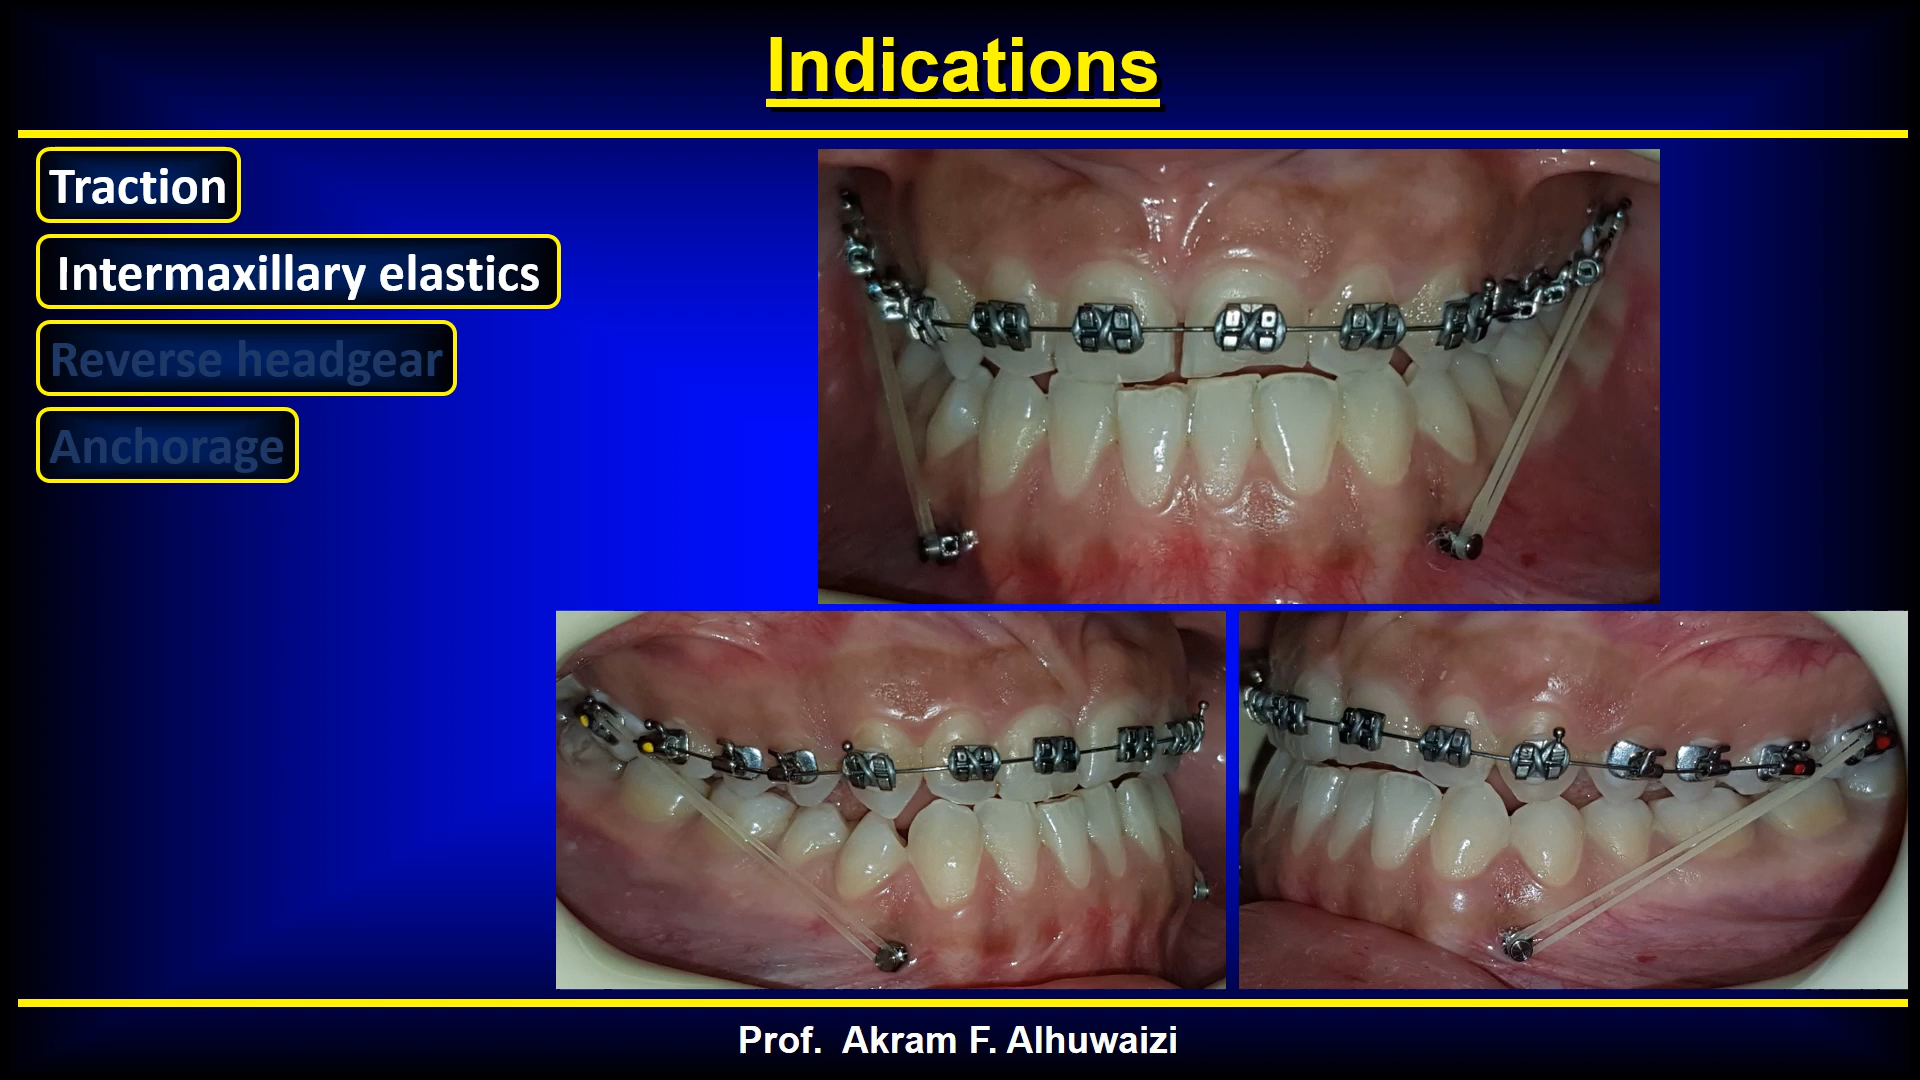 Indications
Traction
Intermaxillary elastics
Reverse headgear
Anchorage
Prof. Akram F. Alhuwaizi